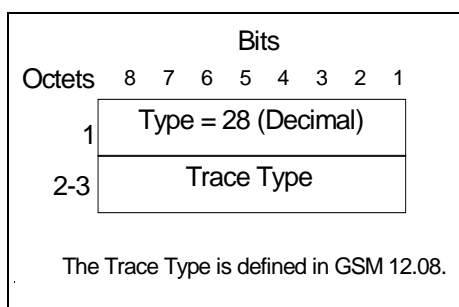 Bits
Octets 8 7 6 5 4 3 2 1
1 Type = 28 (Decimal)
2-3 Trace Type
The Trace Type is defined in GSM 12.08.